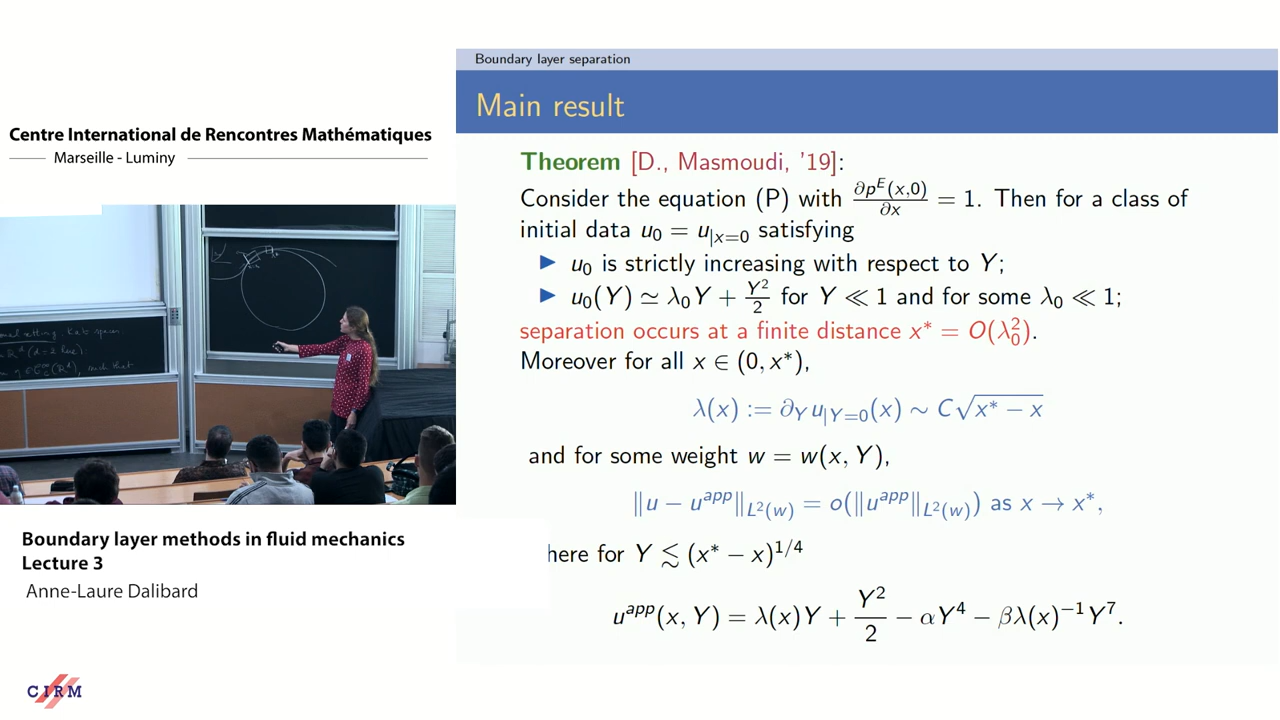 Centre International de Rencontres Mathématiques
Marseille - Luminy
Boundary layer methods in fluid mechanics
Lecture 3
Anne-Laure Dalibard
CIRM
Boundary layer separation
Main result
Theorem [D., Masmoudi, '19]:
Consider the equation (P) with ∂p^E(x,0)/∂x = 1. Then for a class of
initial data u₀ = u_{|x=0} satisfying
▶ u₀ is strictly increasing with respect to Y;
▶ u₀(Y) ≃ λ₀Y + Y²/2 for Y ≪ 1 and for some λ₀ ≪ 1;
separation occurs at a finite distance x* = O(λ₀²).
Moreover for all x ∈ (0, x*),
λ(x) := ∂_Y u_{|Y=0}(x) ∼ C√(x* − x)
and for some weight w = w(x, Y),
‖u − u^{app}‖_{L²(w)} = o(‖u^{app}‖_{L²(w)}) as x → x*,
here for Y ≲ (x* − x)^{1/4}
u^{app}(x, Y) = λ(x)Y + Y²/2 − αY⁴ − βλ(x)⁻¹Y⁷.